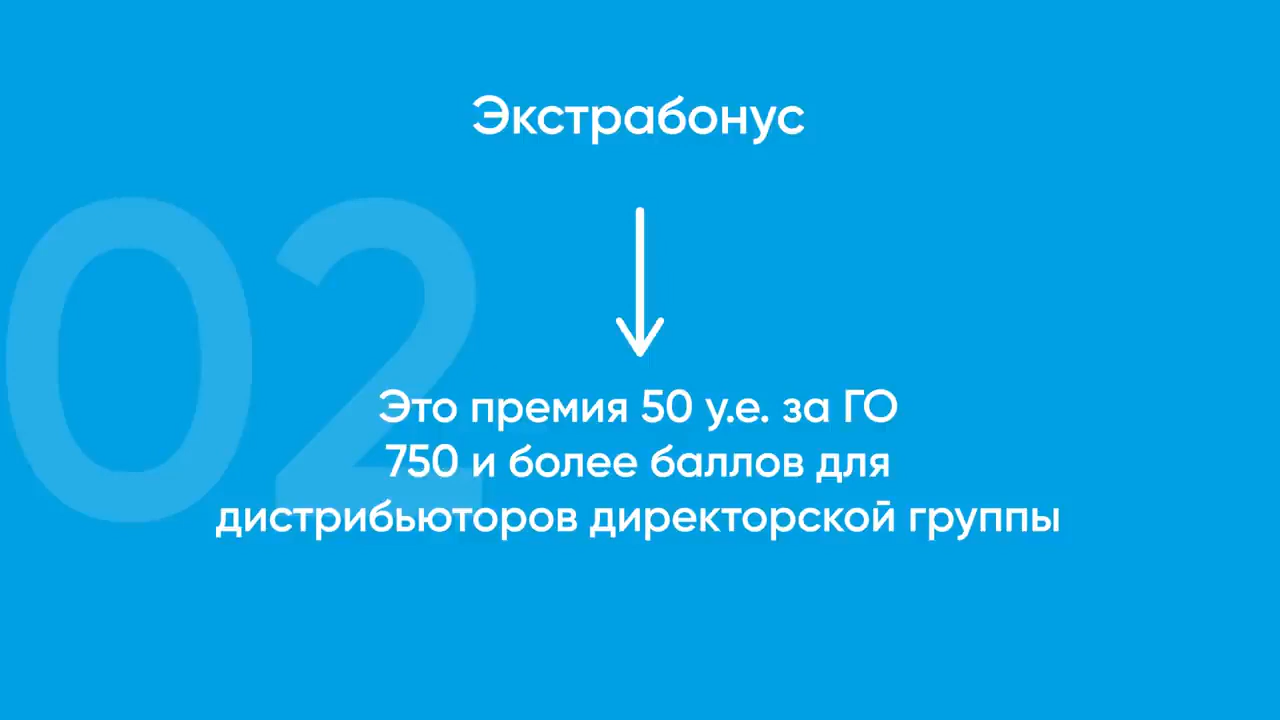 Экстрабонус
02
Это премия 50 у.е. за ГО
750 и более баллов для
дистрибьюторов директорской группы